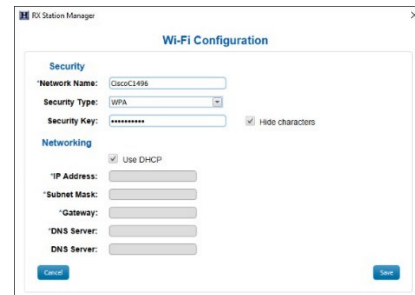 RX Station Manager
Wi-Fi Configuration
Security
*Network Name: CiscoC1496
Security Type: WPA
Security Key: •••••••••• Hide characters
Networking
Use DHCP
*IP Address:
*Subnet Mask:
*Gateway:
*DNS Server:
DNS Server:
Cancel Save